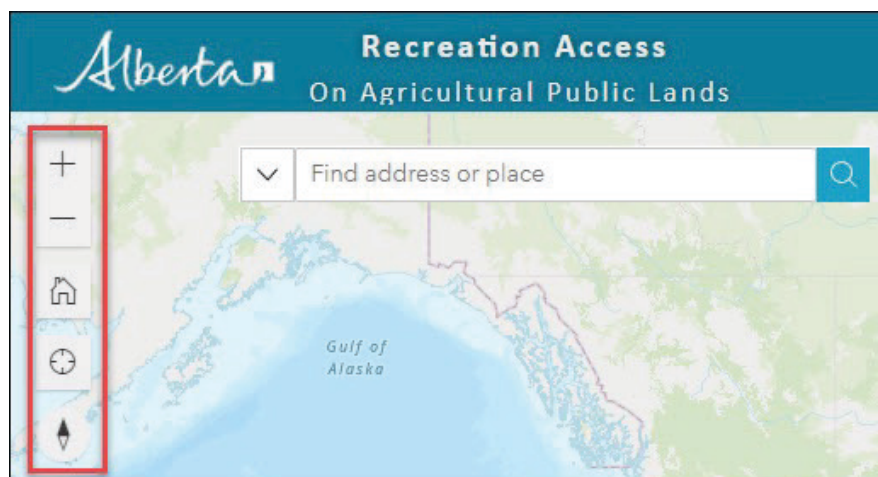 Alberta
Recreation Access
On Agricultural Public Lands
Find address or place
Gulf of
Alaska